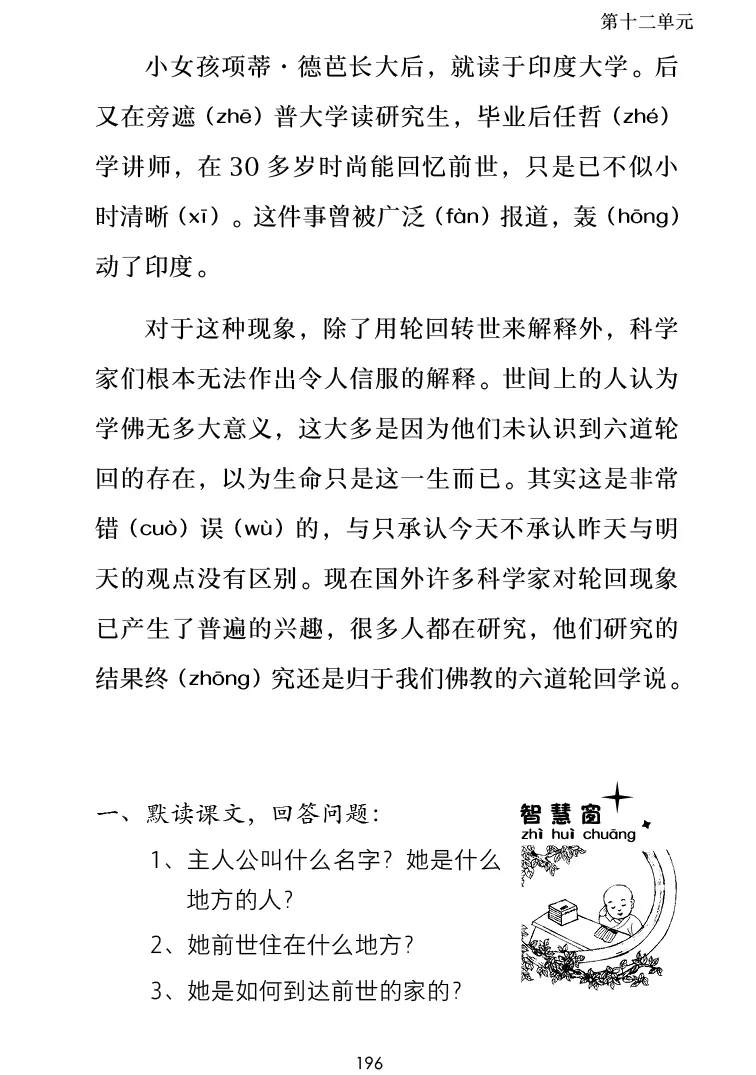 第十二单元
小女孩项蒂·德芭长大后，就读于印度大学。后
又在旁遮（zhē）普大学读研究生，毕业后任哲（zhé）
学讲师，在 30 多岁时尚能回忆前世，只是已不似小
时清晰（xī）。这件事曾被广泛（fàn）报道，轰（hōng）
动了印度。
对于这种现象，除了用轮回转世来解释外，科学
家们根本无法作出令人信服的解释。世间上的人认为
学佛无多大意义，这大多是因为他们未认识到六道轮
回的存在，以为生命只是这一生而已。其实这是非常
错（cuò）误（wù）的，与只承认今天不承认昨天与明
天的观点没有区别。现在国外许多科学家对轮回现象
已产生了普遍的兴趣，很多人都在研究，他们研究的
结果终（zhōng）究还是归于我们佛教的六道轮回学说。
一、默读课文，回答问题：
1、主人公叫什么名字？她是什么
地方的人？
2、她前世住在什么地方？
3、她是如何到达前世的家的？
智慧窗
zhì huì chuāng
196